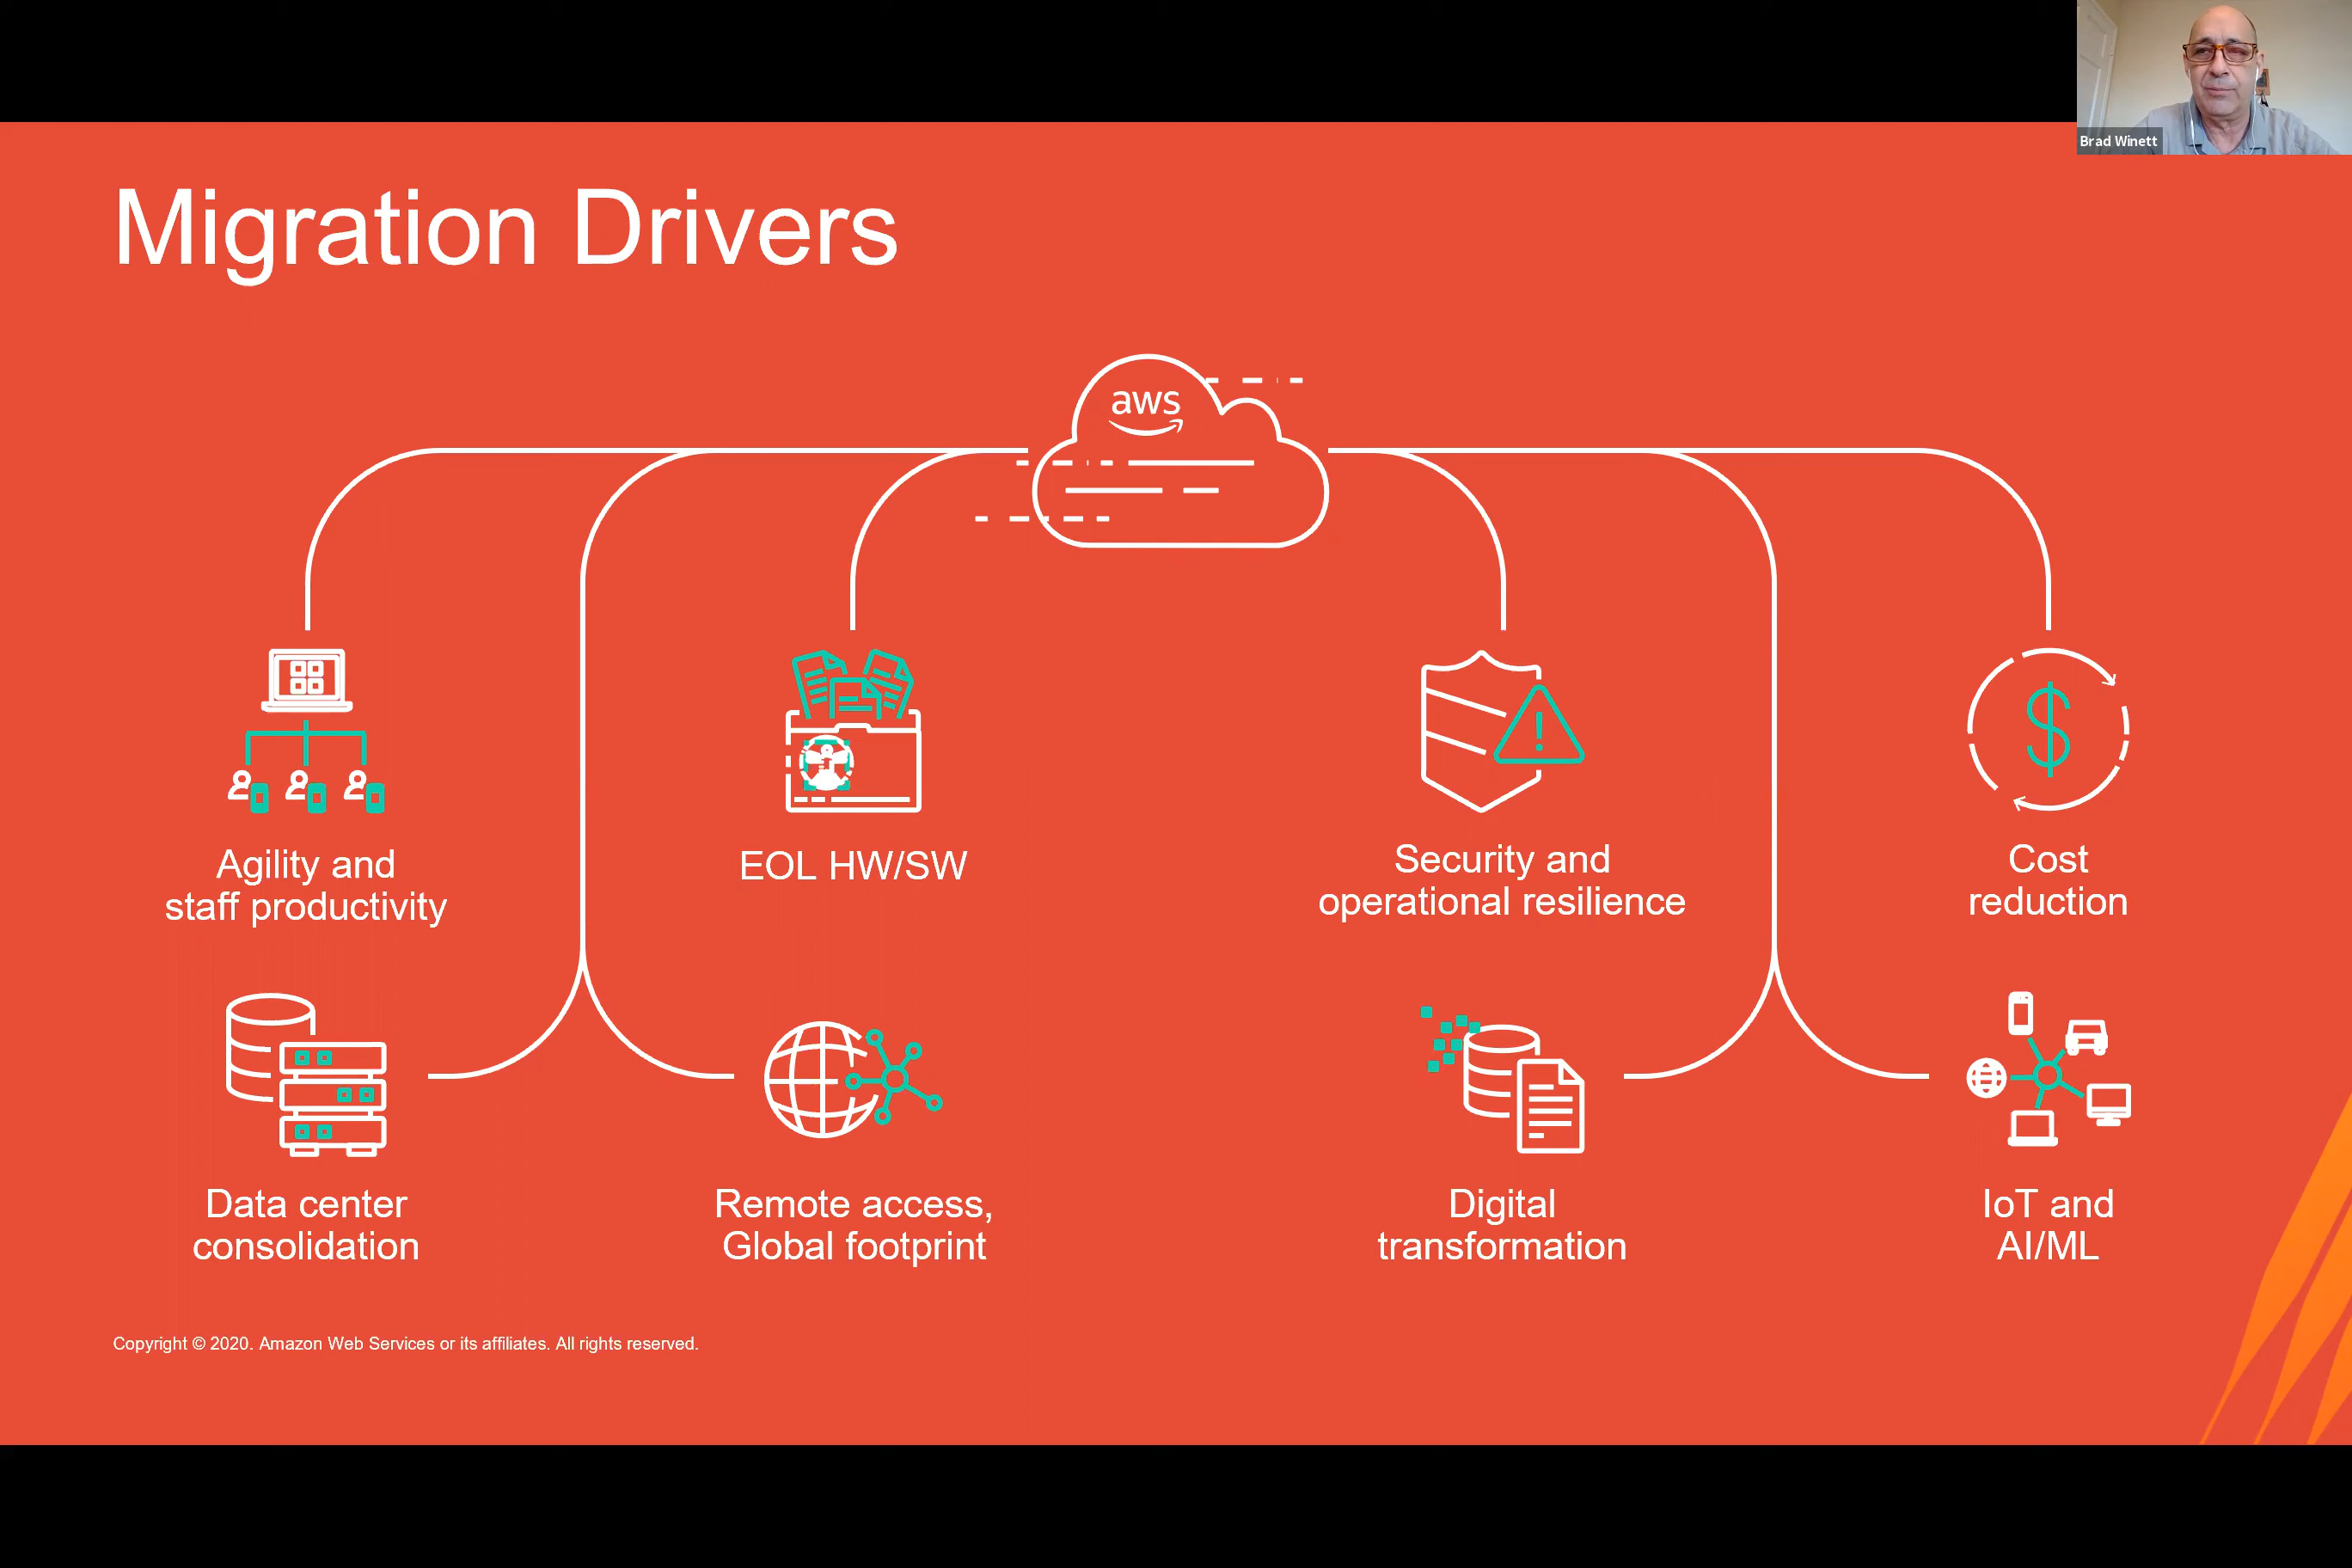 Brad Winett
Migration Drivers
aws
Agility and
staff productivity
EOL HW/SW
Security and
operational resilience
Cost
reduction
Data center
consolidation
Remote access,
Global footprint
Digital
transformation
IoT and
AI/ML
Copyright © 2020. Amazon Web Services or its affiliates. All rights reserved.